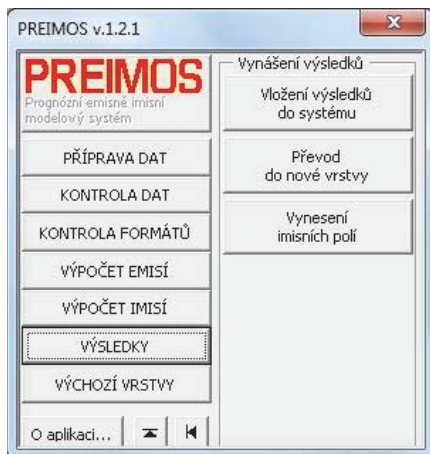 PREIMOS v.1.2.1
PREIMOS
Prognózní emisně imisní
modelový systém
PŘÍPRAVA DAT
KONTROLA DAT
KONTROLA FORMÁTŮ
VÝPOČET EMISÍ
VÝPOČET IMISÍ
VÝSLEDKY
VÝCHOZÍ VRSTVY
O aplikaci...
Vynášení výsledků
Vložení výsledků
do systému
Převod
do nové vrstvy
Vynesení
imisních polí